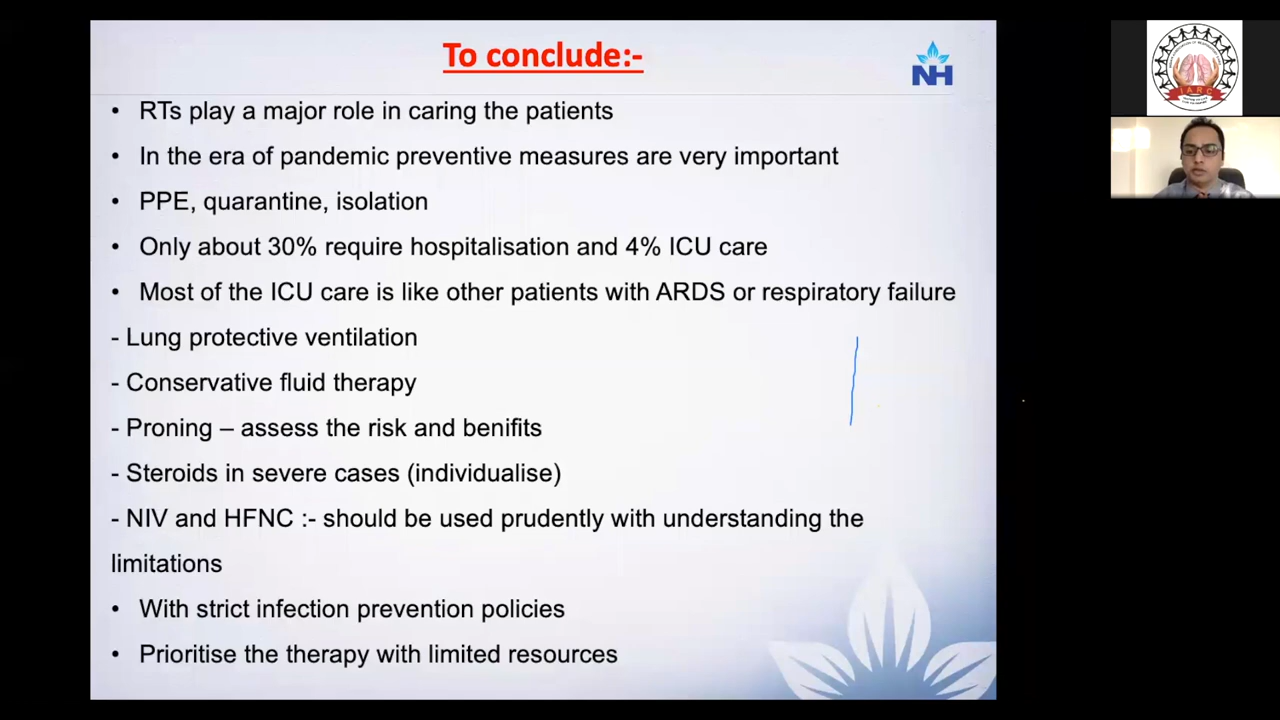 To conclude:-
NH
• RTs play a major role in caring the patients
• In the era of pandemic preventive measures are very important
• PPE, quarantine, isolation
• Only about 30% require hospitalisation and 4% ICU care
• Most of the ICU care is like other patients with ARDS or respiratory failure
- Lung protective ventilation
- Conservative fluid therapy
- Proning – assess the risk and benifits
- Steroids in severe cases (individualise)
- NIV and HFNC :- should be used prudently with understanding the
limitations
• With strict infection prevention policies
• Prioritise the therapy with limited resources
IARC